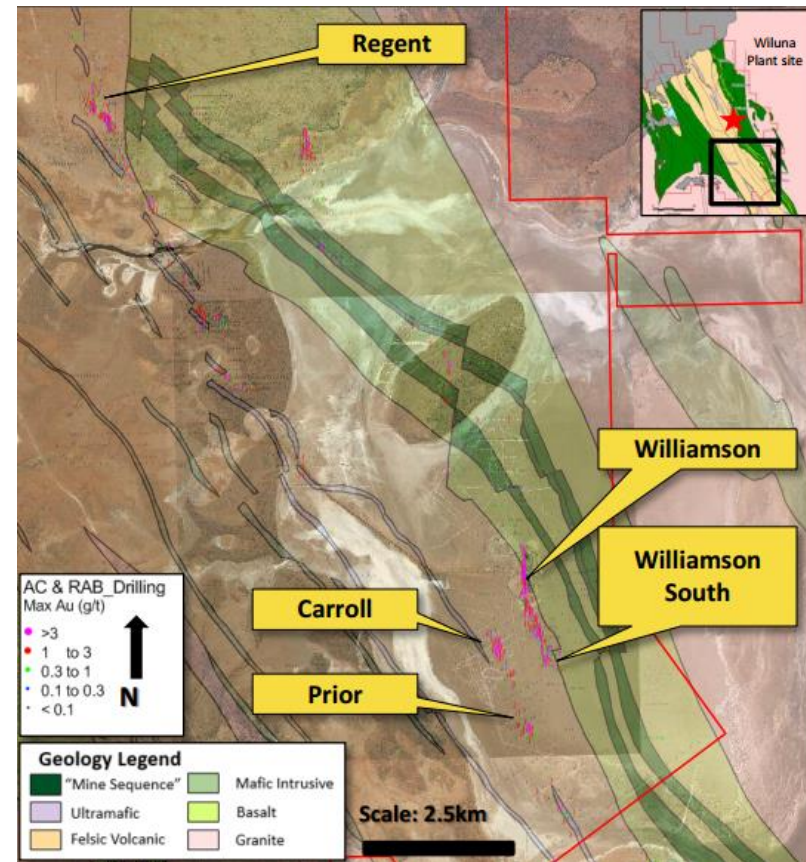 Regent
Wiluna
Plant site
Williamson
Williamson
South
Carroll
Prior
AC & RAB_Drilling
Max Au (g/t)
>3
1 to 3
0.3 to 1
0.1 to 0.3
< 0.1
N
Geology Legend
"Mine Sequence"
Mafic Intrusive
Ultramafic
Basalt
Felsic Volcanic
Granite
Scale: 2.5km